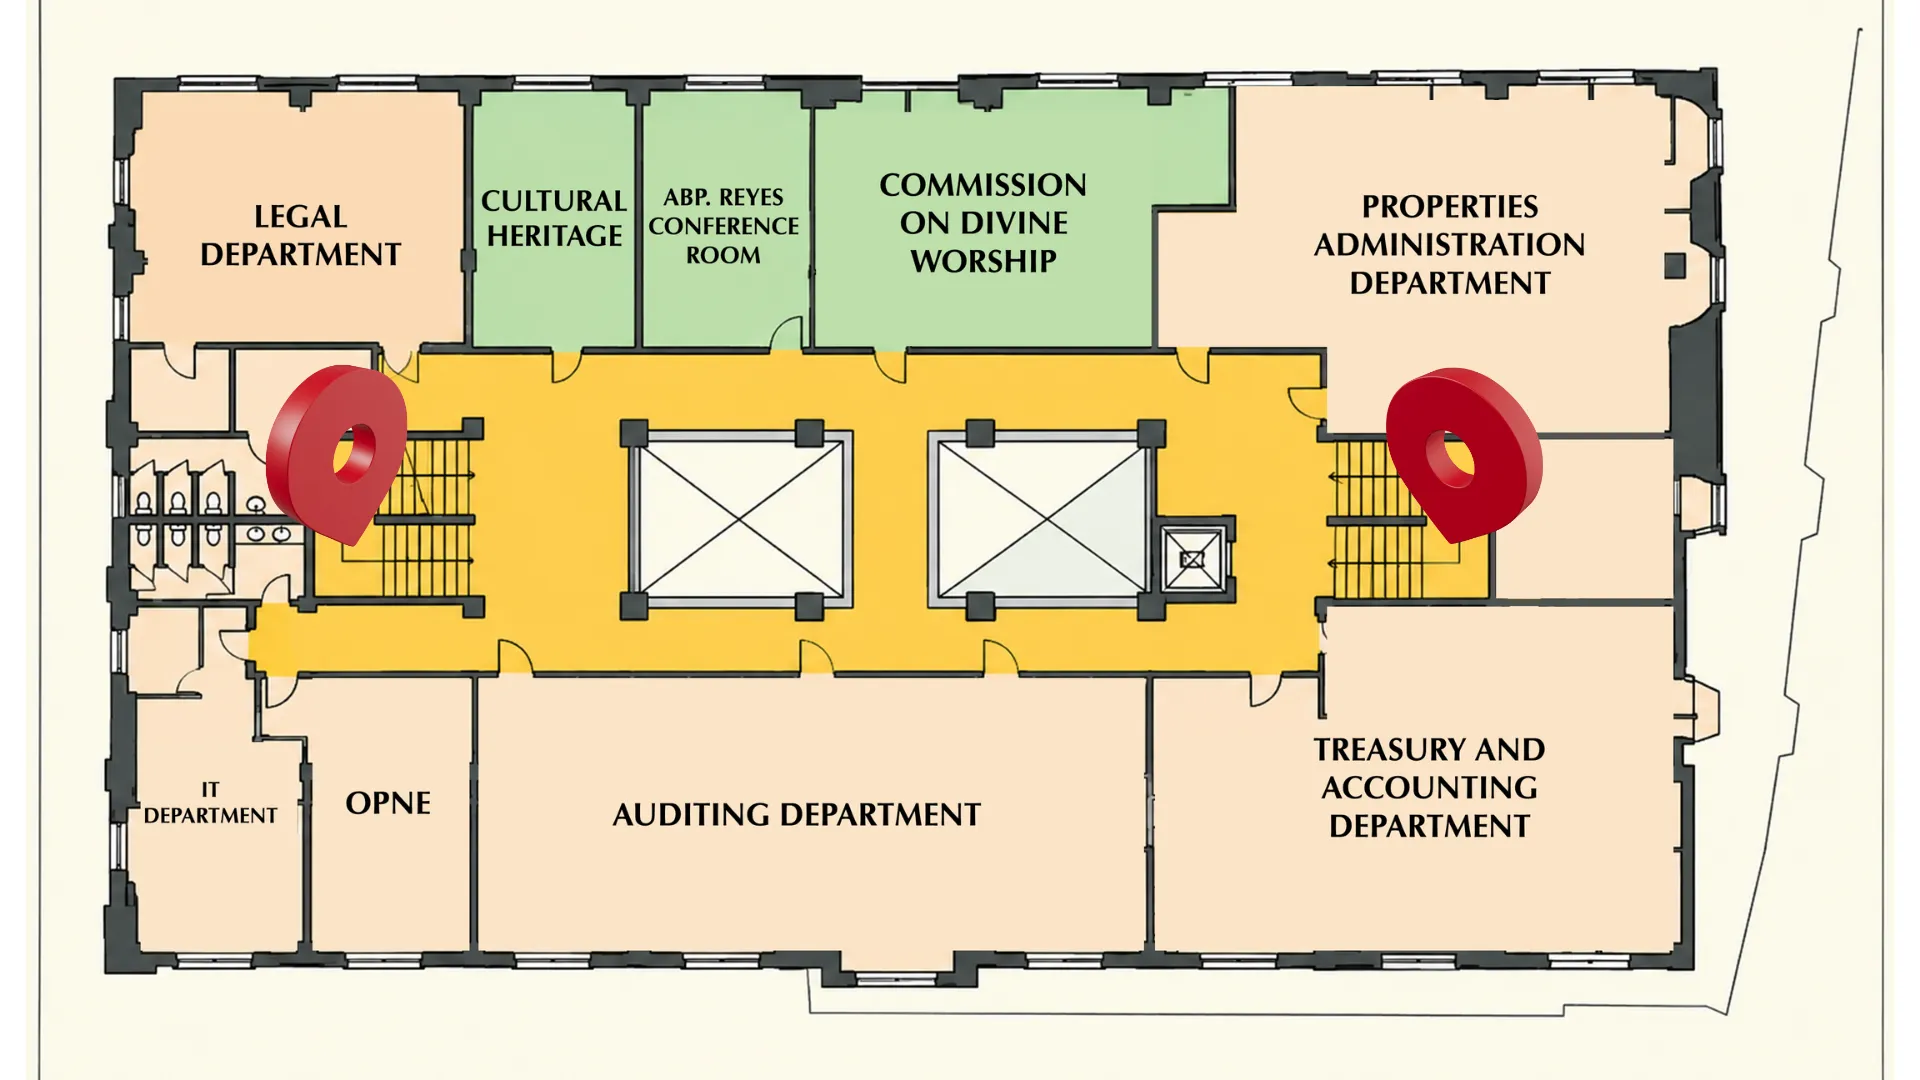 LEGAL
DEPARTMENT
CULTURAL
HERITAGE
ABP. REYES
CONFERENCE
ROOM
COMMISSION
ON DIVINE
WORSHIP
PROPERTIES
ADMINISTRATION
DEPARTMENT
IT
DEPARTMENT
OPNE
AUDITING DEPARTMENT
TREASURY AND
ACCOUNTING
DEPARTMENT